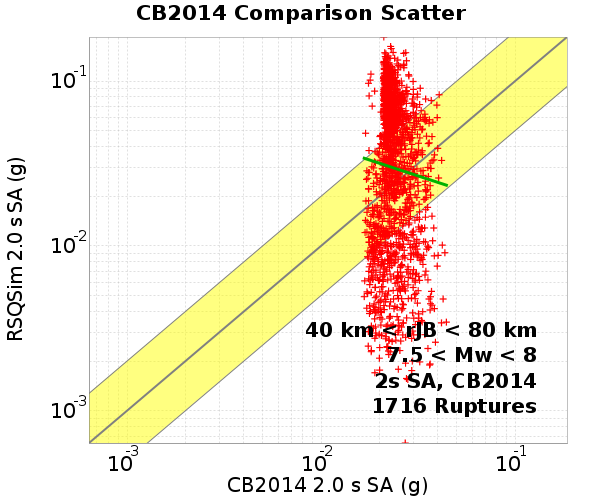 CB2014 Comparison Scatter
RSQSim 2.0 s SA (g)
10-1
10-2
10-3
40 km < rJB < 80 km
7.5 < Mw < 8
2s SA, CB2014
1716 Ruptures
10-3 10-2 10-1
CB2014 2.0 s SA (g)